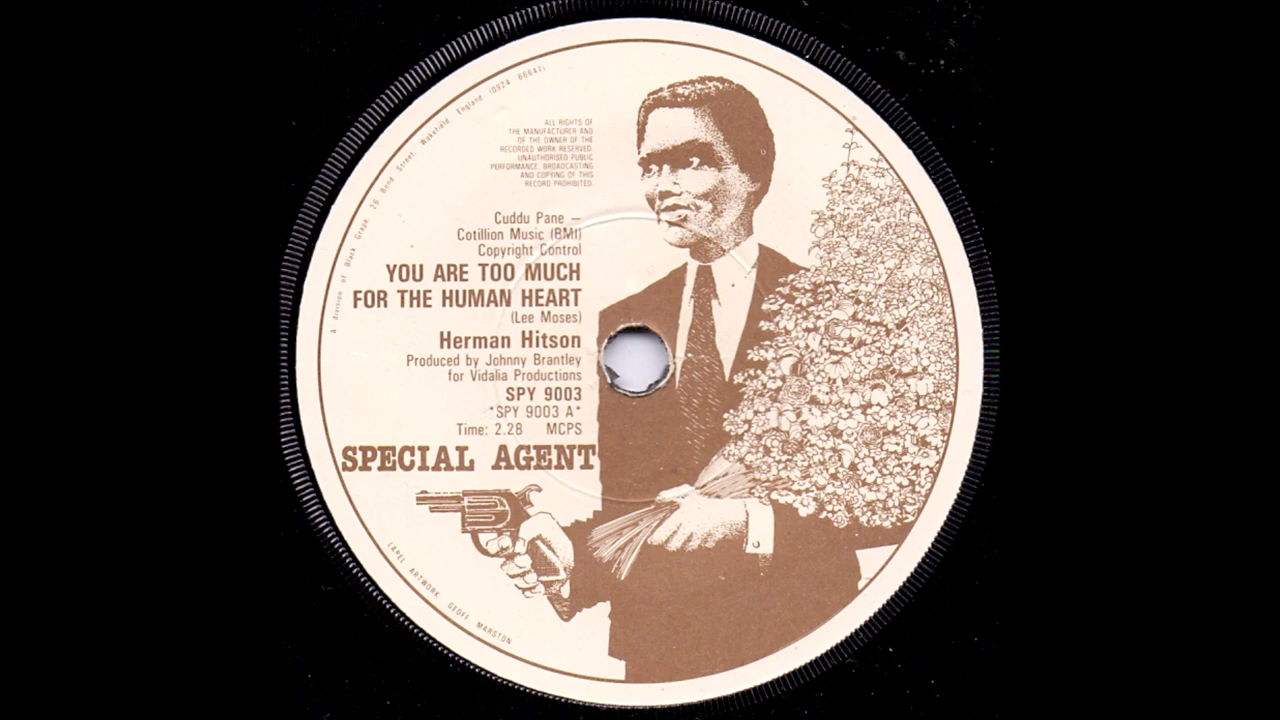 A division of Black Grape, 26 Bond Street, Wakefield, England (0924 66641)
ALL RIGHTS OF
THE MANUFACTURER AND
OF THE OWNER OF THE
RECORDED WORK RESERVED.
UNAUTHORISED PUBLIC
PERFORMANCE, BROADCASTING
AND COPYING OF THIS
RECORD PROHIBITED.
Cuddu Pane –
Cotillion Music (BMI)
Copyright Control
YOU ARE TOO MUCH
FOR THE HUMAN HEART
(Lee Moses)
Herman Hitson
Produced by Johnny Brantley
for Vidalia Productions
SPY 9003
*SPY 9003 A*
Time: 2.28 MCPS
SPECIAL AGENT
LAPEL ARTWORK GEOFF MARSTON